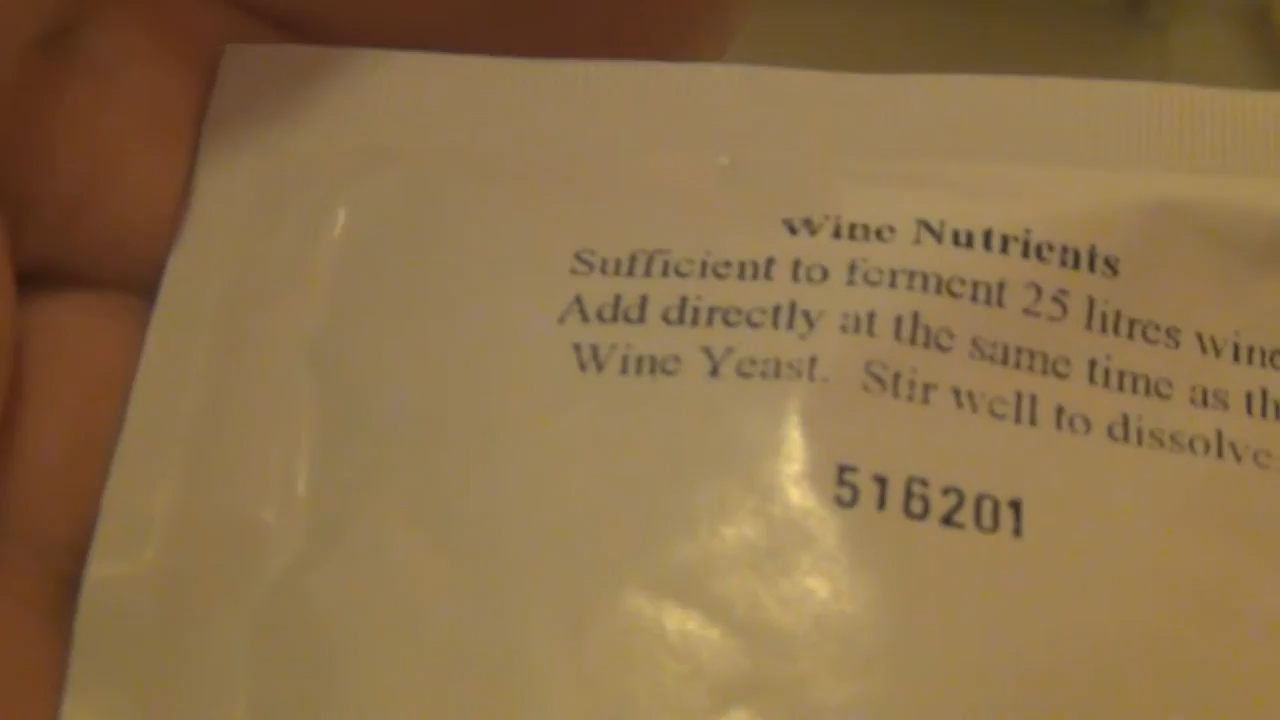 Wine Nutrients
Sufficient to ferment 25 litres wine
Add directly at the same time as th
Wine Yeast. Stir well to dissolve
516201